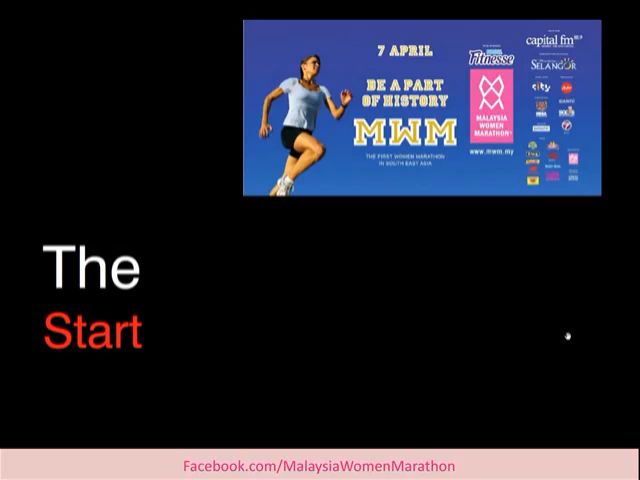 7 APRIL
BE A PART
OF HISTORY
MWM
THE FIRST WOMEN MARATHON
IN SOUTH EAST ASIA
Fitnesse
MALAYSIA
WOMEN
MARATHON
www.mwm.my
capital fm
SELANGOR
city
The
Start
Facebook.com/MalaysiaWomenMarathon